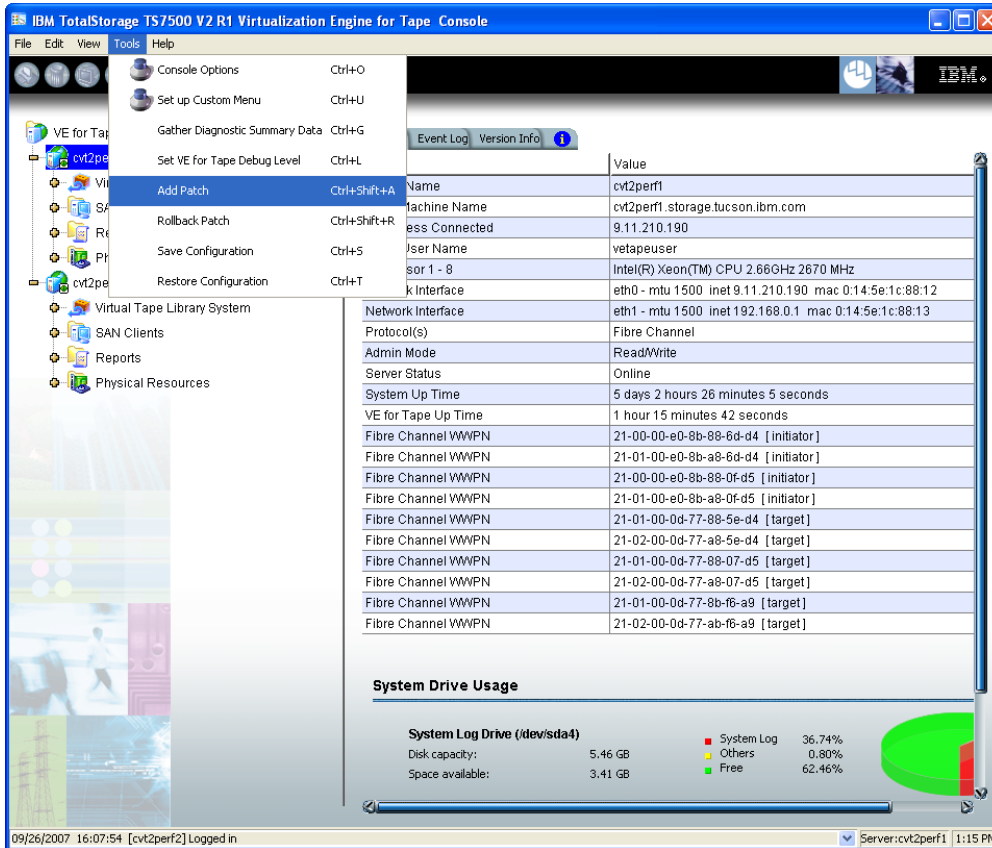 IBM TotalStorage TS7500 V2 R1 Virtualization Engine for Tape Console
File Edit View Tools Help
IBM
Console Options Ctrl+O
Set up Custom Menu Ctrl+U
Gather Diagnostic Summary Data Ctrl+G
Set VE for Tape Debug Level Ctrl+L
Add Patch Ctrl+Shift+A
Rollback Patch Ctrl+Shift+R
Save Configuration Ctrl+S
Restore Configuration Ctrl+T
VE for Tap
cvt2pe
Vi
SA
Re
Ph
cvt2pe
Virtual Tape Library System
SAN Clients
Reports
Physical Resources
Event Log Version Info
Value
Name cvt2perf1
Machine Name cvt2perf1.storage.tucson.ibm.com
ess Connected 9.11.210.190
User Name vetapeuser
sor 1 - 8 Intel(R) Xeon(TM) CPU 2.66GHz 2670 MHz
k Interface eth0 - mtu 1500 inet 9.11.210.190 mac 0:14:5e:1c:88:12
Network Interface eth1 - mtu 1500 inet 192.168.0.1 mac 0:14:5e:1c:88:13
Protocol(s) Fibre Channel
Admin Mode Read/Write
Server Status Online
System Up Time 5 days 2 hours 26 minutes 5 seconds
VE for Tape Up Time 1 hour 15 minutes 42 seconds
Fibre Channel WWPN 21-00-00-e0-8b-88-6d-d4 [initiator]
Fibre Channel WWPN 21-01-00-e0-8b-a8-6d-d4 [initiator]
Fibre Channel WWPN 21-00-00-e0-8b-88-0f-d5 [initiator]
Fibre Channel WWPN 21-01-00-e0-8b-a8-0f-d5 [initiator]
Fibre Channel WWPN 21-01-00-0d-77-88-5e-d4 [target]
Fibre Channel WWPN 21-02-00-0d-77-a8-5e-d4 [target]
Fibre Channel WWPN 21-01-00-0d-77-88-07-d5 [target]
Fibre Channel WWPN 21-02-00-0d-77-a8-07-d5 [target]
Fibre Channel WWPN 21-01-00-0d-77-8b-f6-a9 [target]
Fibre Channel WWPN 21-02-00-0d-77-ab-f6-a9 [target]
System Drive Usage
System Log Drive (/dev/sda4)
Disk capacity: 5.46 GB
Space available: 3.41 GB
System Log 36.74%
Others 0.80%
Free 62.46%
09/26/2007 16:07:54 [cvt2perf2] Logged in
Server:cvt2perf1 1:15 PM